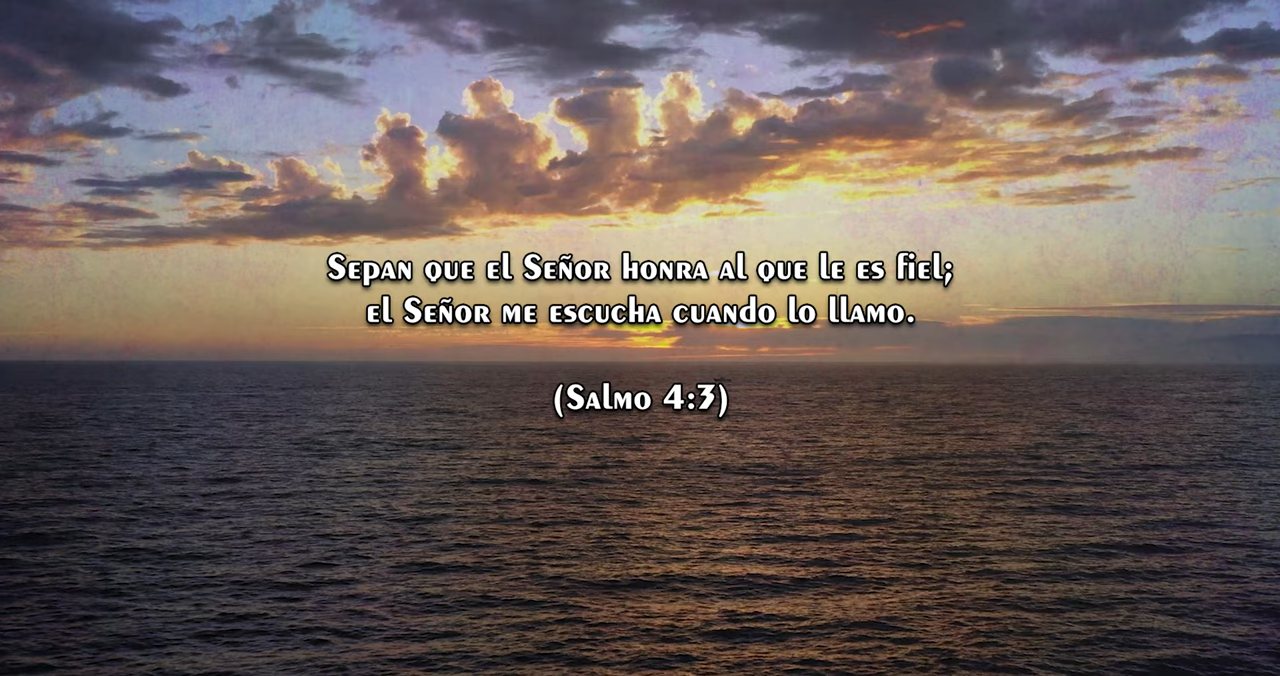 Sepan que el Señor honra al que le es fiel;
el Señor me escucha cuando lo llamo.
(Salmo 4:3)